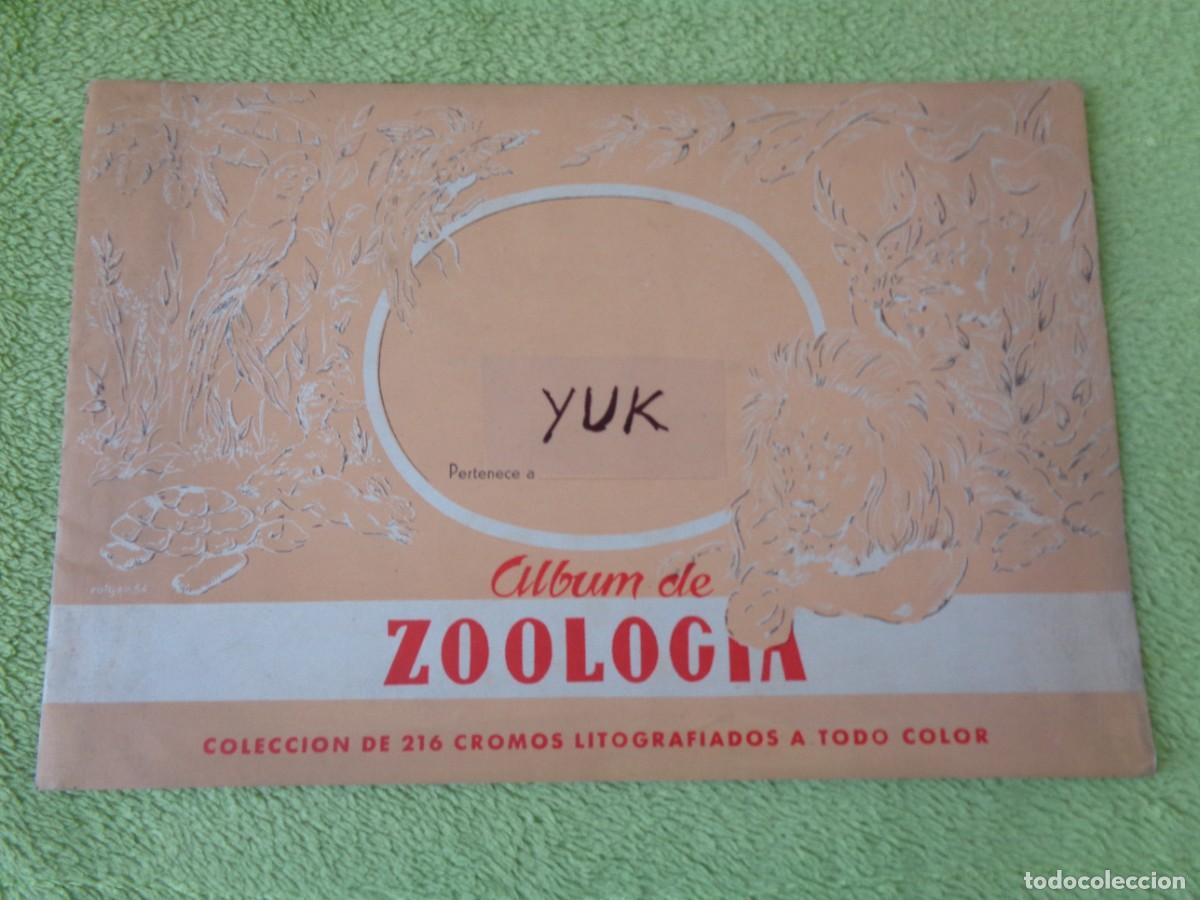 YUK
Pertenece a
Album de
ZOOLOGIA
COLECCION DE 216 CROMOS LITOGRAFIADOS A TODO COLOR
todocoleccion